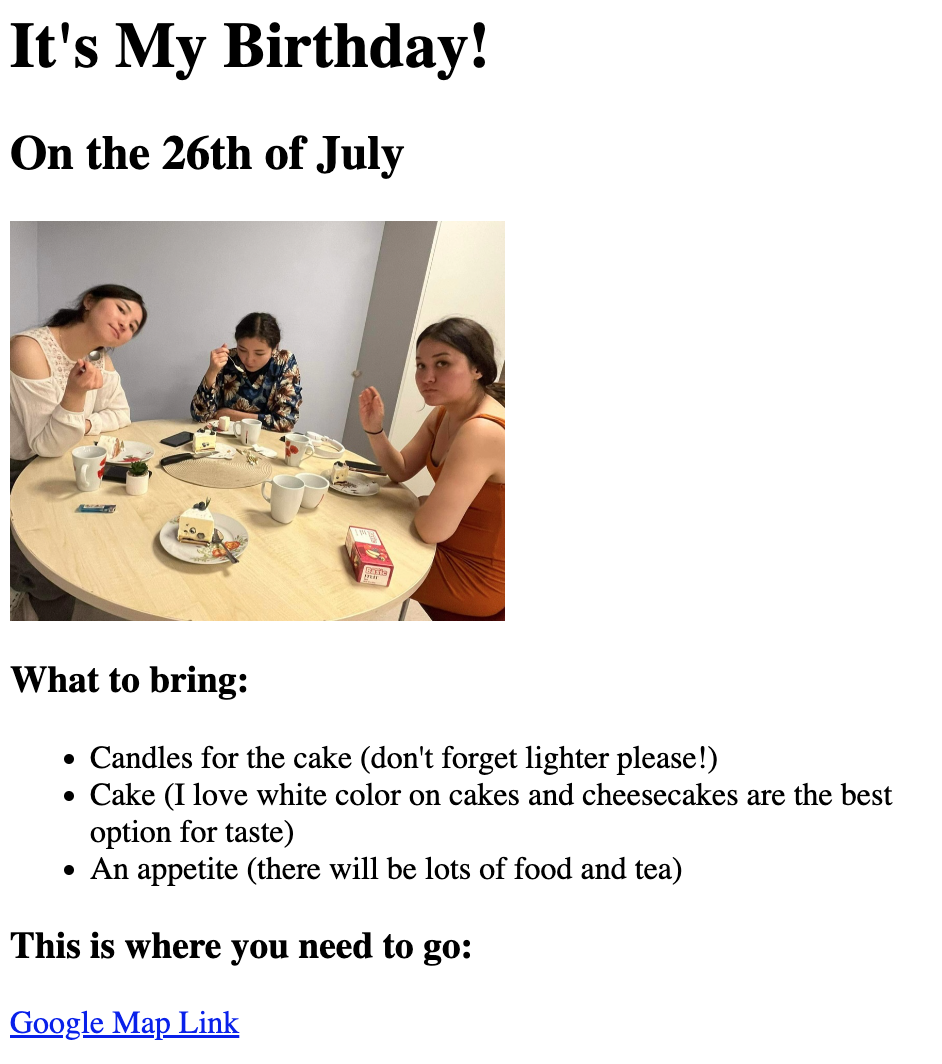 It's My Birthday!
On the 26th of July
What to bring:
Candles for the cake (don't forget lighter please!)
Cake (I love white color on cakes and cheesecakes are the best
option for taste)
An appetite (there will be lots of food and tea)
This is where you need to go:
Google Map Link